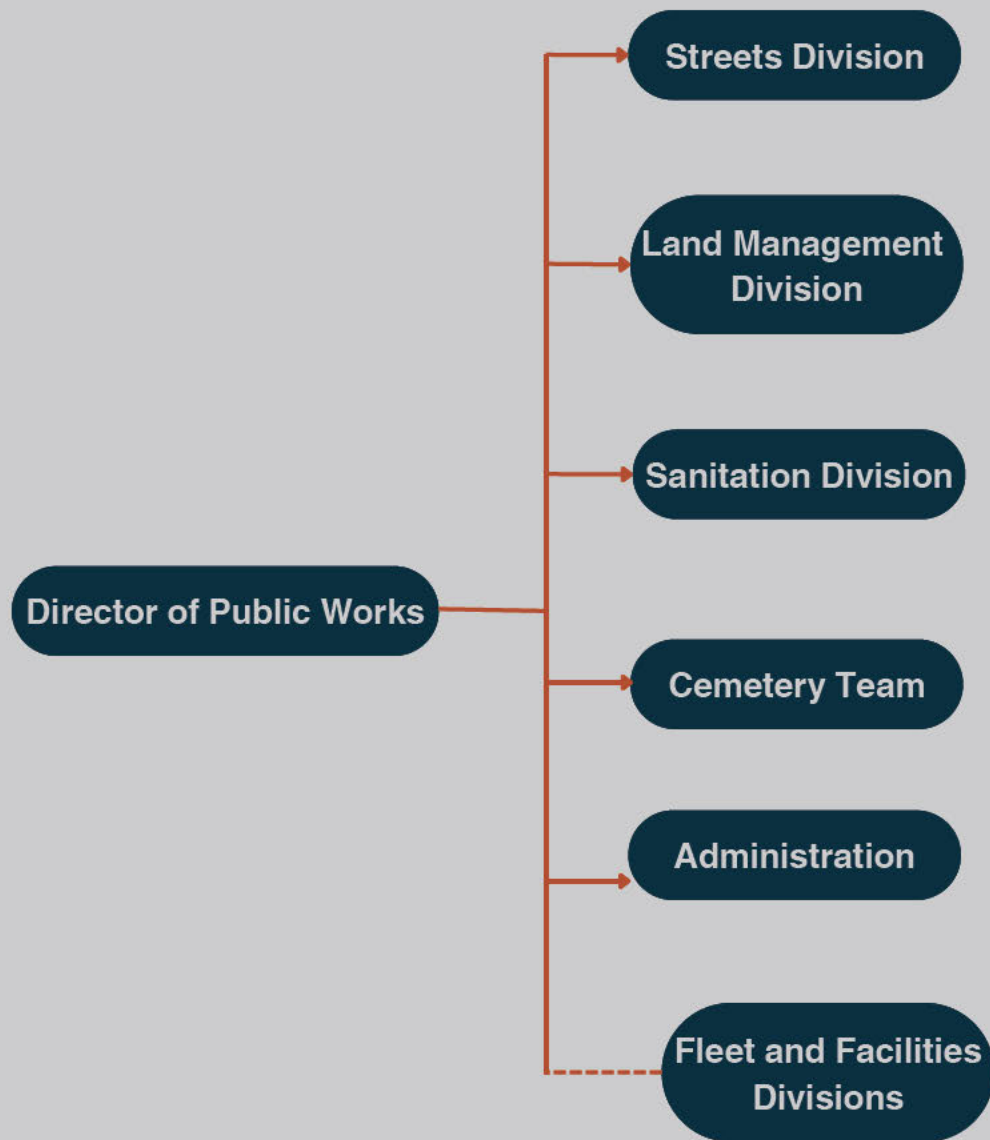 Streets Division
Land Management
Division
Sanitation Division
Director of Public Works
Cemetery Team
Administration
Fleet and Facilities
Divisions